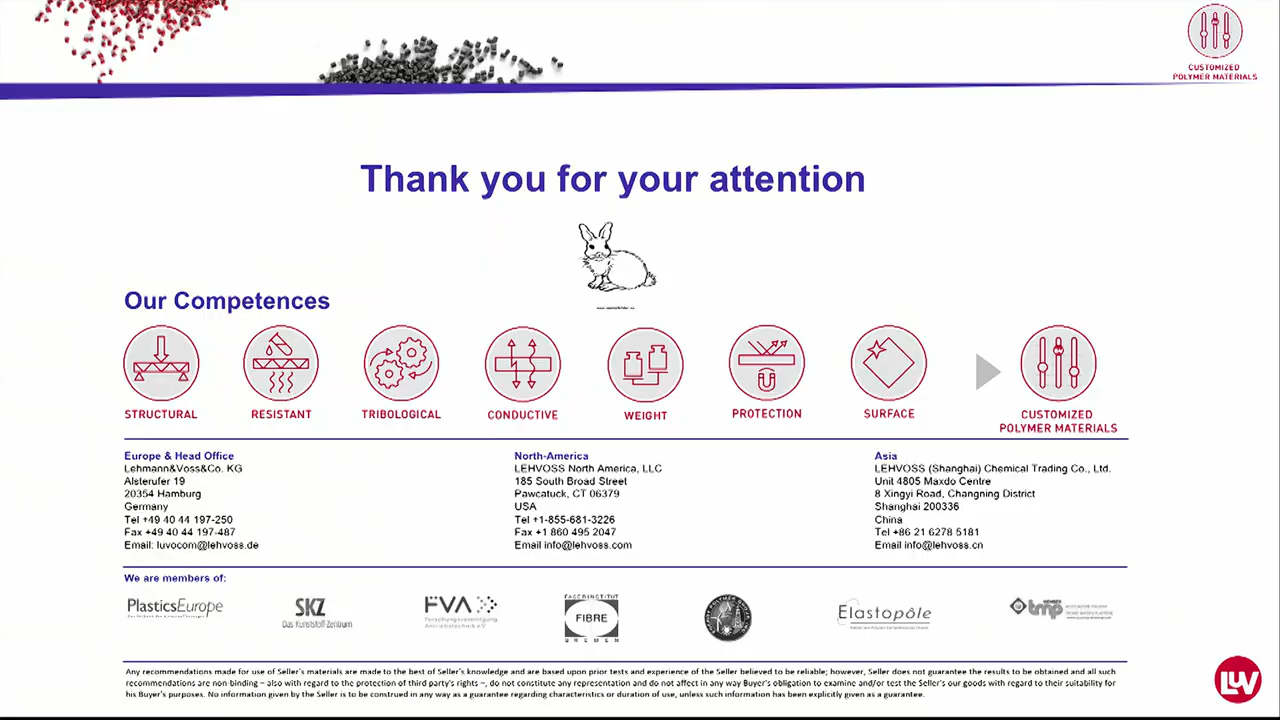 CUSTOMIZED
POLYMER MATERIALS
Thank you for your attention
Our Competences
STRUCTURAL
RESISTANT
TRIBOLOGICAL
CONDUCTIVE
WEIGHT
PROTECTION
SURFACE
CUSTOMIZED
POLYMER MATERIALS
Europe & Head Office
Lehmann&Voss&Co. KG
Alsterufer 19
20354 Hamburg
Germany
Tel +49 40 44 197-250
Fax +49 40 44 197-487
Email: luvocom@lehvoss.de
North-America
LEHVOSS North America, LLC
185 South Broad Street
Pawcatuck, CT 06379
USA
Tel +1-855-681-3226
Fax +1 860 495 2047
Email info@lehvoss.com
Asia
LEHVOSS (Shanghai) Chemical Trading Co., Ltd.
Unit 4805 Maxdo Centre
8 Xingyi Road, Changning District
Shanghai 200336
China
Tel +86 21 6278 5181
Email info@lehvoss.cn
We are members of:
PlasticsEurope
SKZ
Das Kunststoff-Zentrum
FVA
Forschungsvereinigung
Antriebstechnik e.V.
FASERINSTITUT
FIBRE
BREMEN
Elastopôle
tmp
Any recommendations made for use of Seller's materials are made to the best of Seller's knowledge and are based upon prior tests and experience of the Seller believed to be reliable; however, Seller does not guarantee the results to be obtained and all such
recommendations are non-binding – also with regard to the protection of third party's rights –, do not constitute any representation and do not affect in any way Buyer's obligation to examine and/or test the Seller's our goods with regard to their suitability for
his Buyer's purposes. No information given by the Seller is to be construed in any way as a guarantee regarding characteristics or duration of use, unless such information has been explicitly given as a guarantee.
LUV